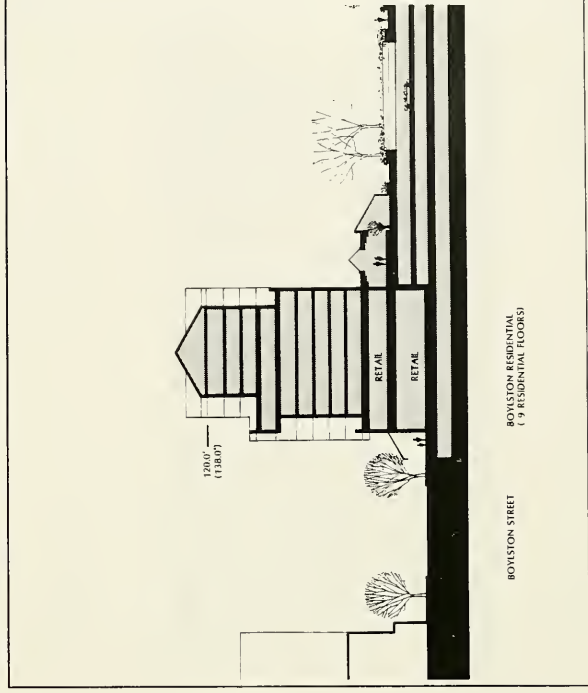 120.0'
(138.0')
RETAIL
RETAIL
BOYLSTON STREET
BOYLSTON RESIDENTIAL
( 9 RESIDENTIAL FLOORS)